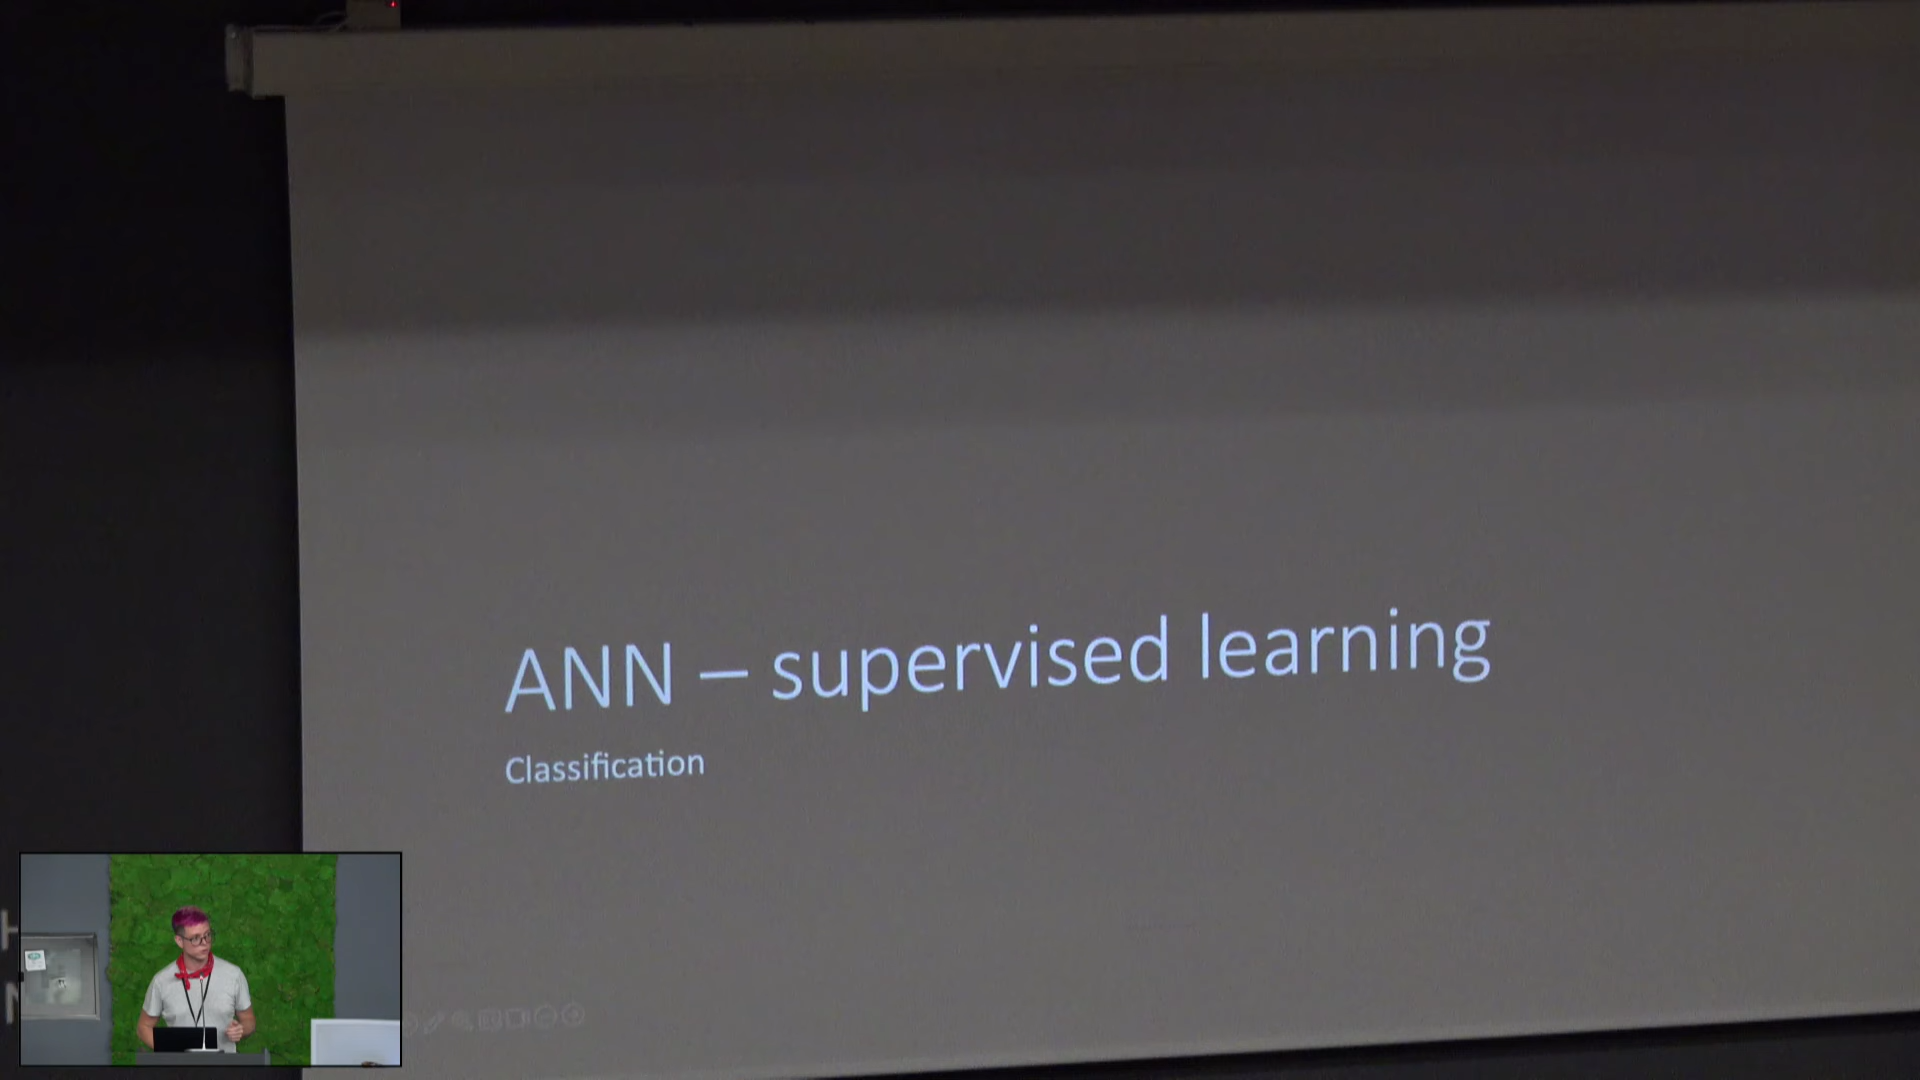 ANN – supervised learning
Classification